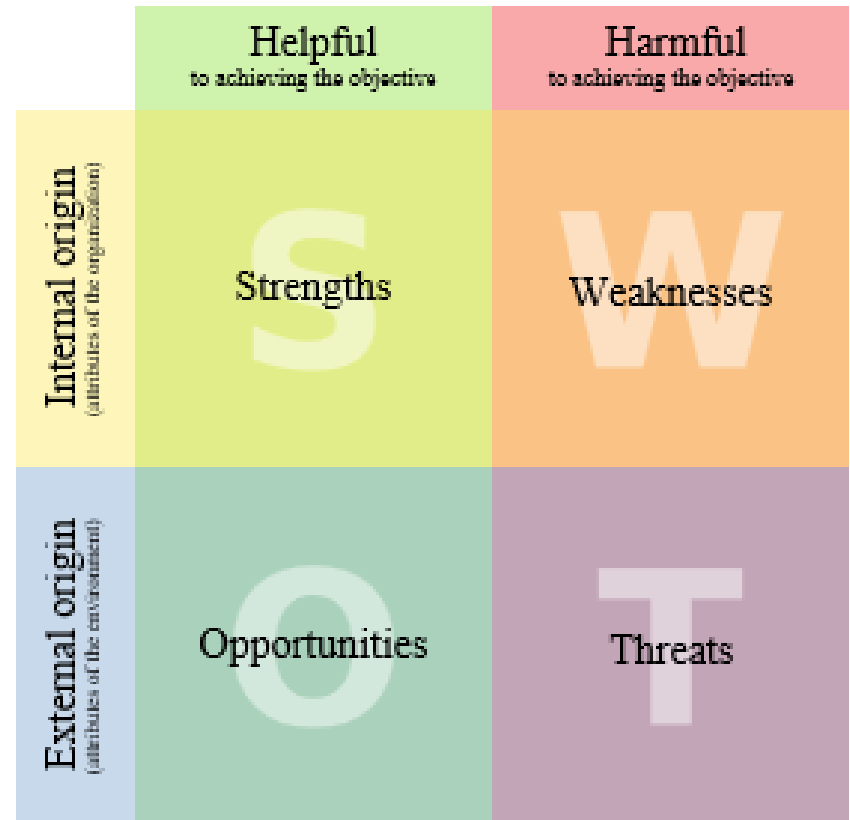 Helpful
to achieving the objective
Harmful
to achieving the objective
Internal origin
(attributes of the organization)
S
Strengths
W
Weaknesses
External origin
(attributes of the environment)
O
Opportunities
T
Threats